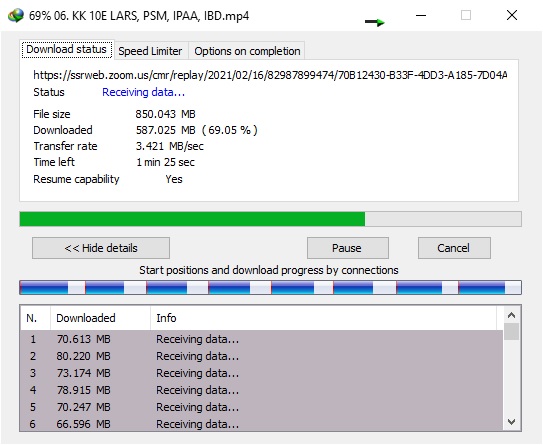 69% 06. KK 10E LARS, PSM, IPAA, IBD.mp4
Download status Speed Limiter Options on completion
https://ssrweb.zoom.us/cmr/replay/2021/02/16/82987899474/70B12430-B33F-4DD3-A185-7D04A
Status Receiving data...
File size 850.043 MB
Downloaded 587.025 MB ( 69.05 % )
Transfer rate 3.421 MB/sec
Time left 1 min 25 sec
Resume capability Yes
<< Hide details Pause Cancel
Start positions and download progress by connections
N. Downloaded Info
1 70.613 MB Receiving data...
2 80.220 MB Receiving data...
3 73.174 MB Receiving data...
4 78.915 MB Receiving data...
5 70.247 MB Receiving data...
6 66.596 MB Receiving data...